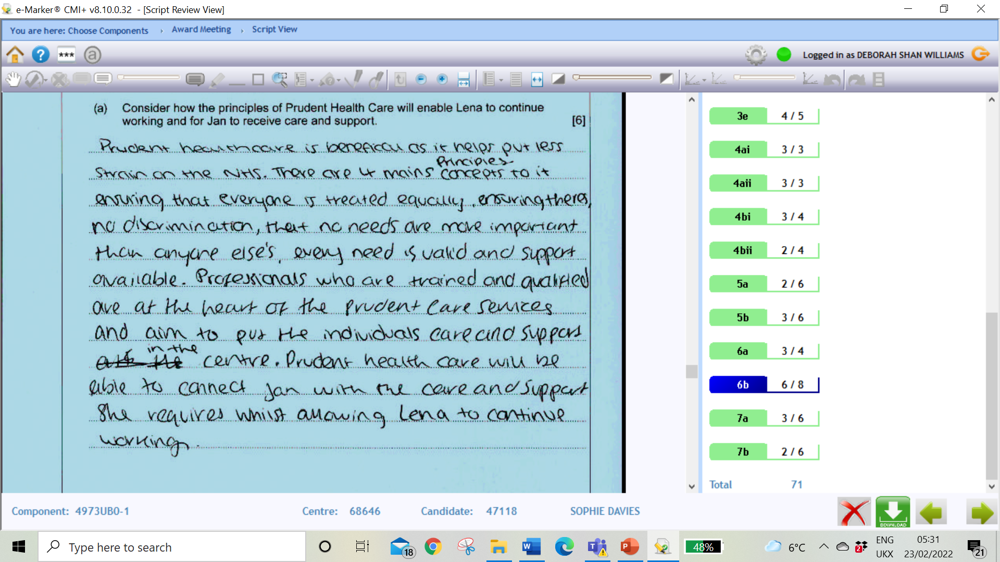 e-Marker® CMI+ v8.10.0.32 - [Script Review View]
You are here: Choose Components › Award Meeting › Script View
*** a
Logged in as DEBORAH SHAN WILLIAMS
(a) Consider how the principles of Prudent Health Care will enable Lena to continue
working and for Jan to receive care and support. [6]
Prudent healthcare is benefical as it helps put less
Principles
strain on the NHS. There are 4 mains concepts to it
ensuring that everyone is treated equally, ensuring theres
no discrimination, that no needs are more important
than anyone else's, every need is valid and support
available. Professionals who are trained and qualified
are at the heart of the Prudent Care services
and aim to put the individuals care and support
in the
centre. Prudent health care will be
able to connect Jan with the care and support
She requires whilst allowing Lena to continue
working.
3e 4 / 5
4ai 3 / 3
4aii 3 / 3
4bi 3 / 4
4bii 2 / 4
5a 2 / 6
5b 3 / 6
6a 3 / 4
6b 6 / 8
7a 3 / 6
7b 2 / 6
Total 71
Component: 4973UB0-1 Centre: 68646 Candidate: 47118 SOPHIE DAVIES
DOWNLOAD
Type here to search
18
48%
6°C
2
ENG
UKX
05:31
23/02/2022
21